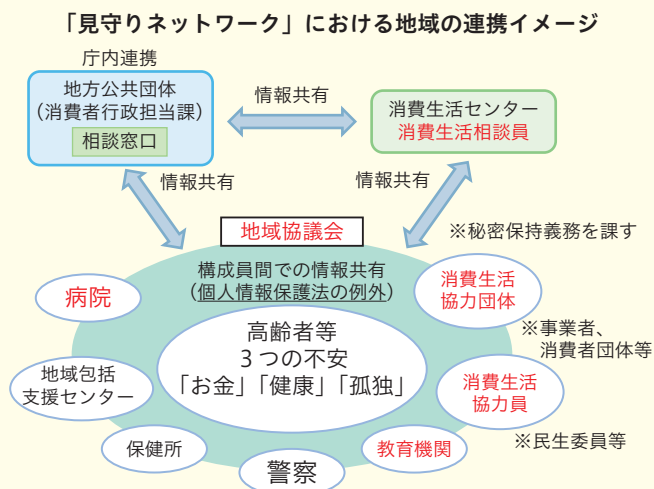 「見守りネットワーク」における地域の連携イメージ
庁内連携
地方公共団体
(消費者行政担当課)
相談窓口
情報共有
消費生活センター
消費生活相談員
情報共有
情報共有
地域協議会
※秘密保持義務を課す
構成員間での情報共有
(個人情報保護法の例外)
病院
消費生活
協力団体
※事業者、
消費者団体等
高齢者等
3つの不安
「お金」「健康」「孤独」
地域包括
支援センター
消費生活
協力員
※民生委員等
保健所
警察
教育機関